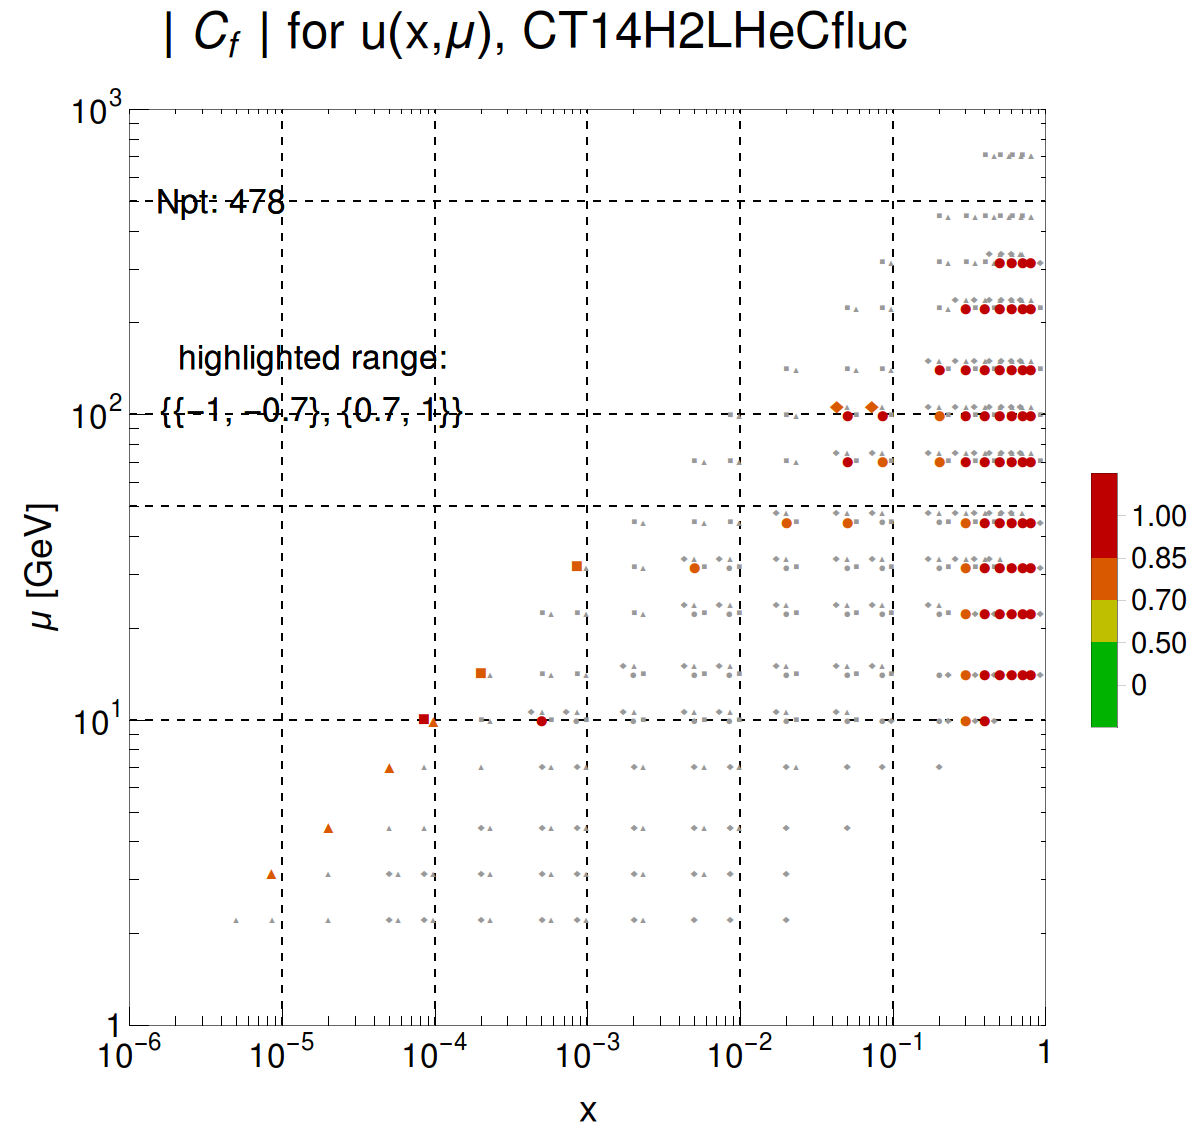 | C_f | for u(x,μ), CT14H2LHeCfluc
10^3
Npt: 478
highlighted range:
10^2
{{−1, −0.7}, {0.7, 1}}
μ [GeV]
1.00
0.85
0.70
0.50
0
10^1
1
10^−6
10^−5
10^−4
10^−3
10^−2
10^−1
1
x